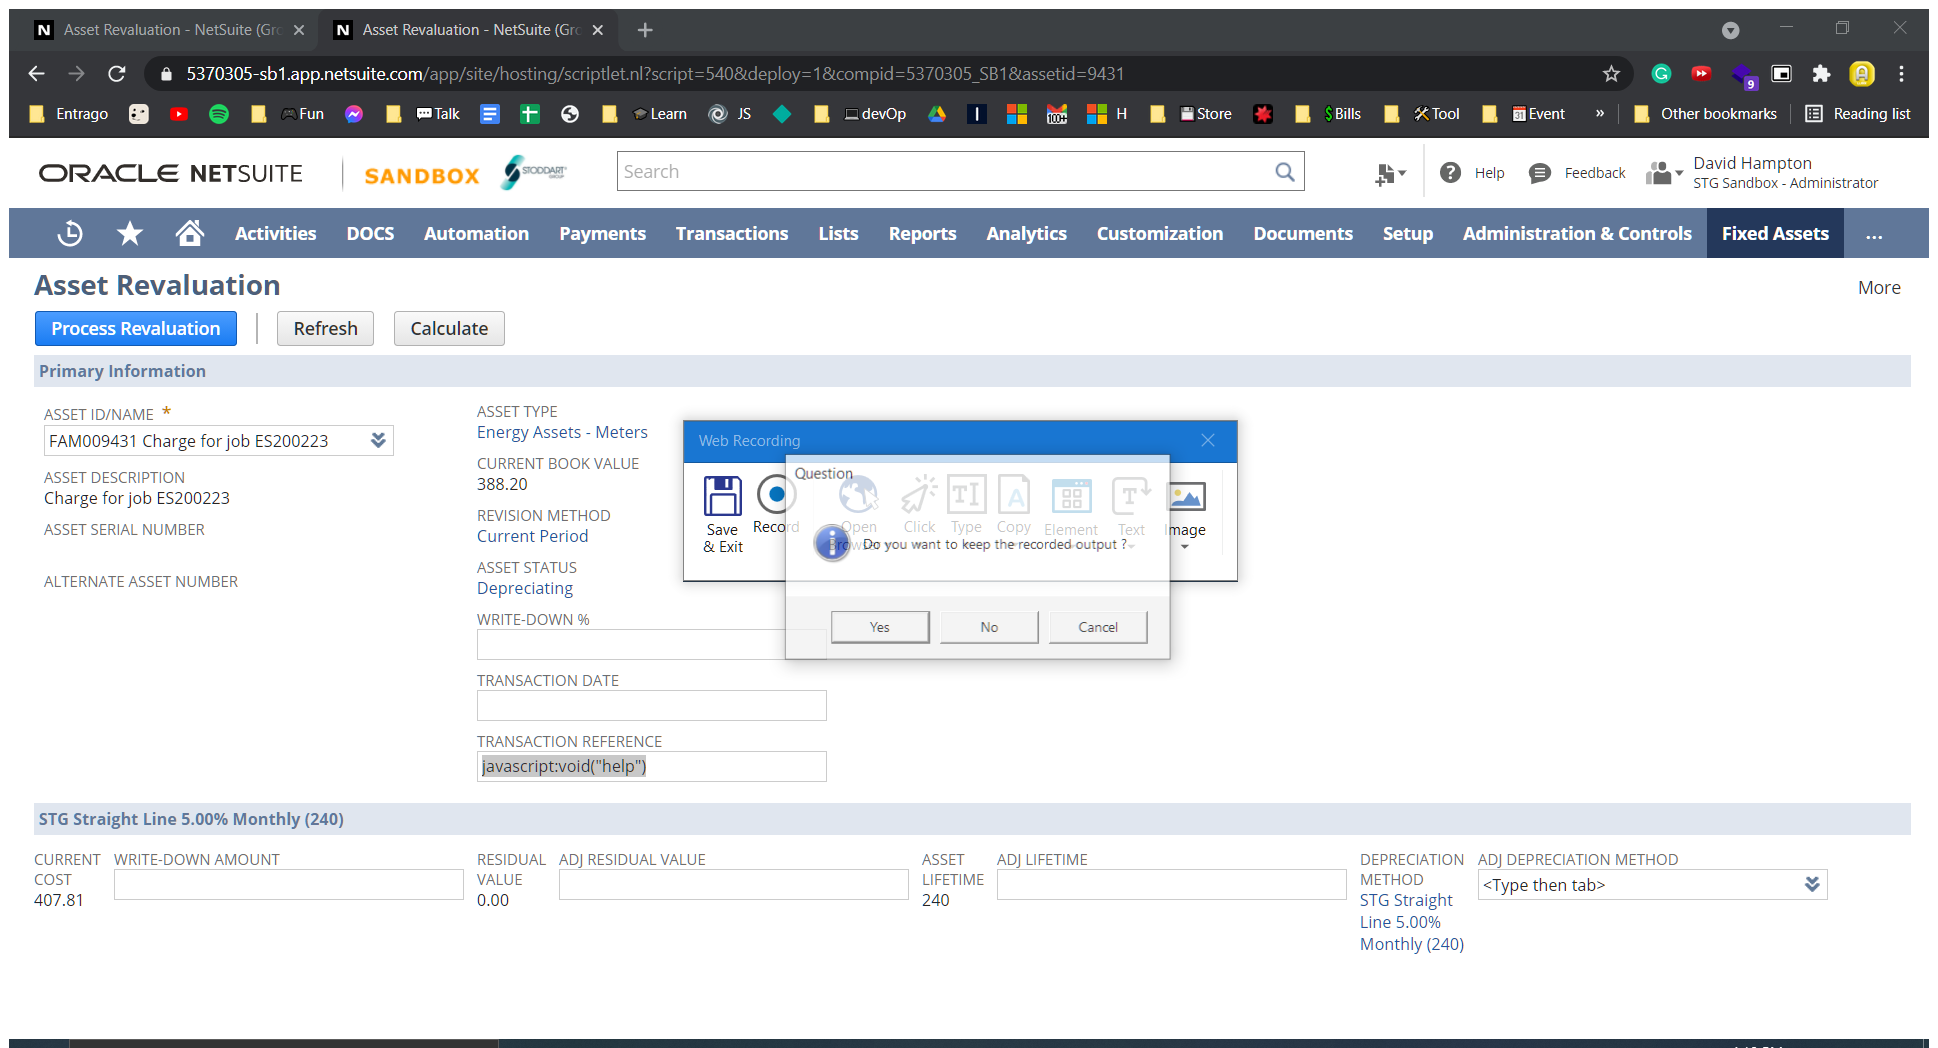 Asset Revaluation - NetSuite (Gro
Asset Revaluation - NetSuite (Gro
5370305-sb1.app.netsuite.com/app/site/hosting/scriptlet.nl?script=540&deploy=1&compid=5370305_SB1&assetid=9431
9
Entrago
Fun
Talk
Learn
JS
devOp
100+
H
Store
$Bills
Tool
31 Event
»
Other bookmarks
Reading list
ORACLE NETSUITE
SANDBOX
STODDART GROUP
Search
Help
Feedback
David Hampton
STG Sandbox - Administrator
Activities DOCS Automation Payments Transactions Lists Reports Analytics Customization Documents Setup Administration & Controls Fixed Assets ...
Asset Revaluation
More
Process Revaluation
Refresh
Calculate
Primary Information
ASSET ID/NAME *
FAM009431 Charge for job ES200223
ASSET DESCRIPTION
Charge for job ES200223
ASSET SERIAL NUMBER
ALTERNATE ASSET NUMBER
ASSET TYPE
Energy Assets - Meters
CURRENT BOOK VALUE
388.20
REVISION METHOD
Current Period
ASSET STATUS
Depreciating
WRITE-DOWN %
TRANSACTION DATE
TRANSACTION REFERENCE
javascript:void("help")
Web Recording
Save
& Exit
Record
Open
Browser
Click
Type
Copy
Element
Text
Image
Question
Do you want to keep the recorded output ?
Yes
No
Cancel
STG Straight Line 5.00% Monthly (240)
CURRENT
COST
407.81
WRITE-DOWN AMOUNT
RESIDUAL
VALUE
0.00
ADJ RESIDUAL VALUE
ASSET
LIFETIME
240
ADJ LIFETIME
DEPRECIATION
METHOD
STG Straight
Line 5.00%
Monthly (240)
ADJ DEPRECIATION METHOD
<Type then tab>